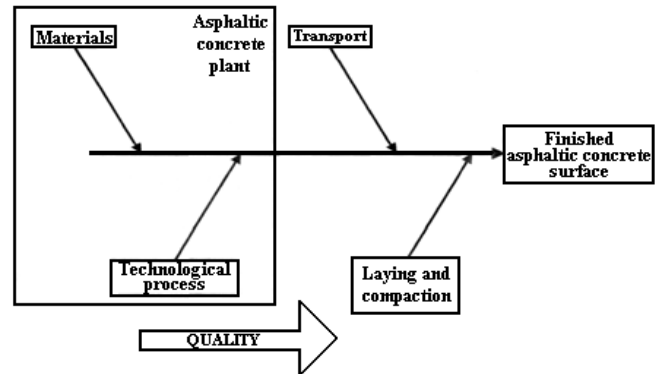 Materials
Asphaltic
concrete
plant
Transport
Finished
asphaltic concrete
surface
Technological
process
Laying and
compaction
QUALITY